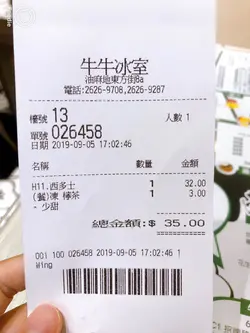 牛牛冰室
油麻地東方街8a
電話:2626-9708,2626-9287
檯號 13 人數 1
單號 026458
日期 2019-09-05 17:02:46
名稱 數量 金額
H11.西多士 1 32.00
(餐)凍 檸茶 1 3.00
- 少甜
總金額:$ 35.00
001 100 026458 2019-09-05 17:02:46 1
Wing